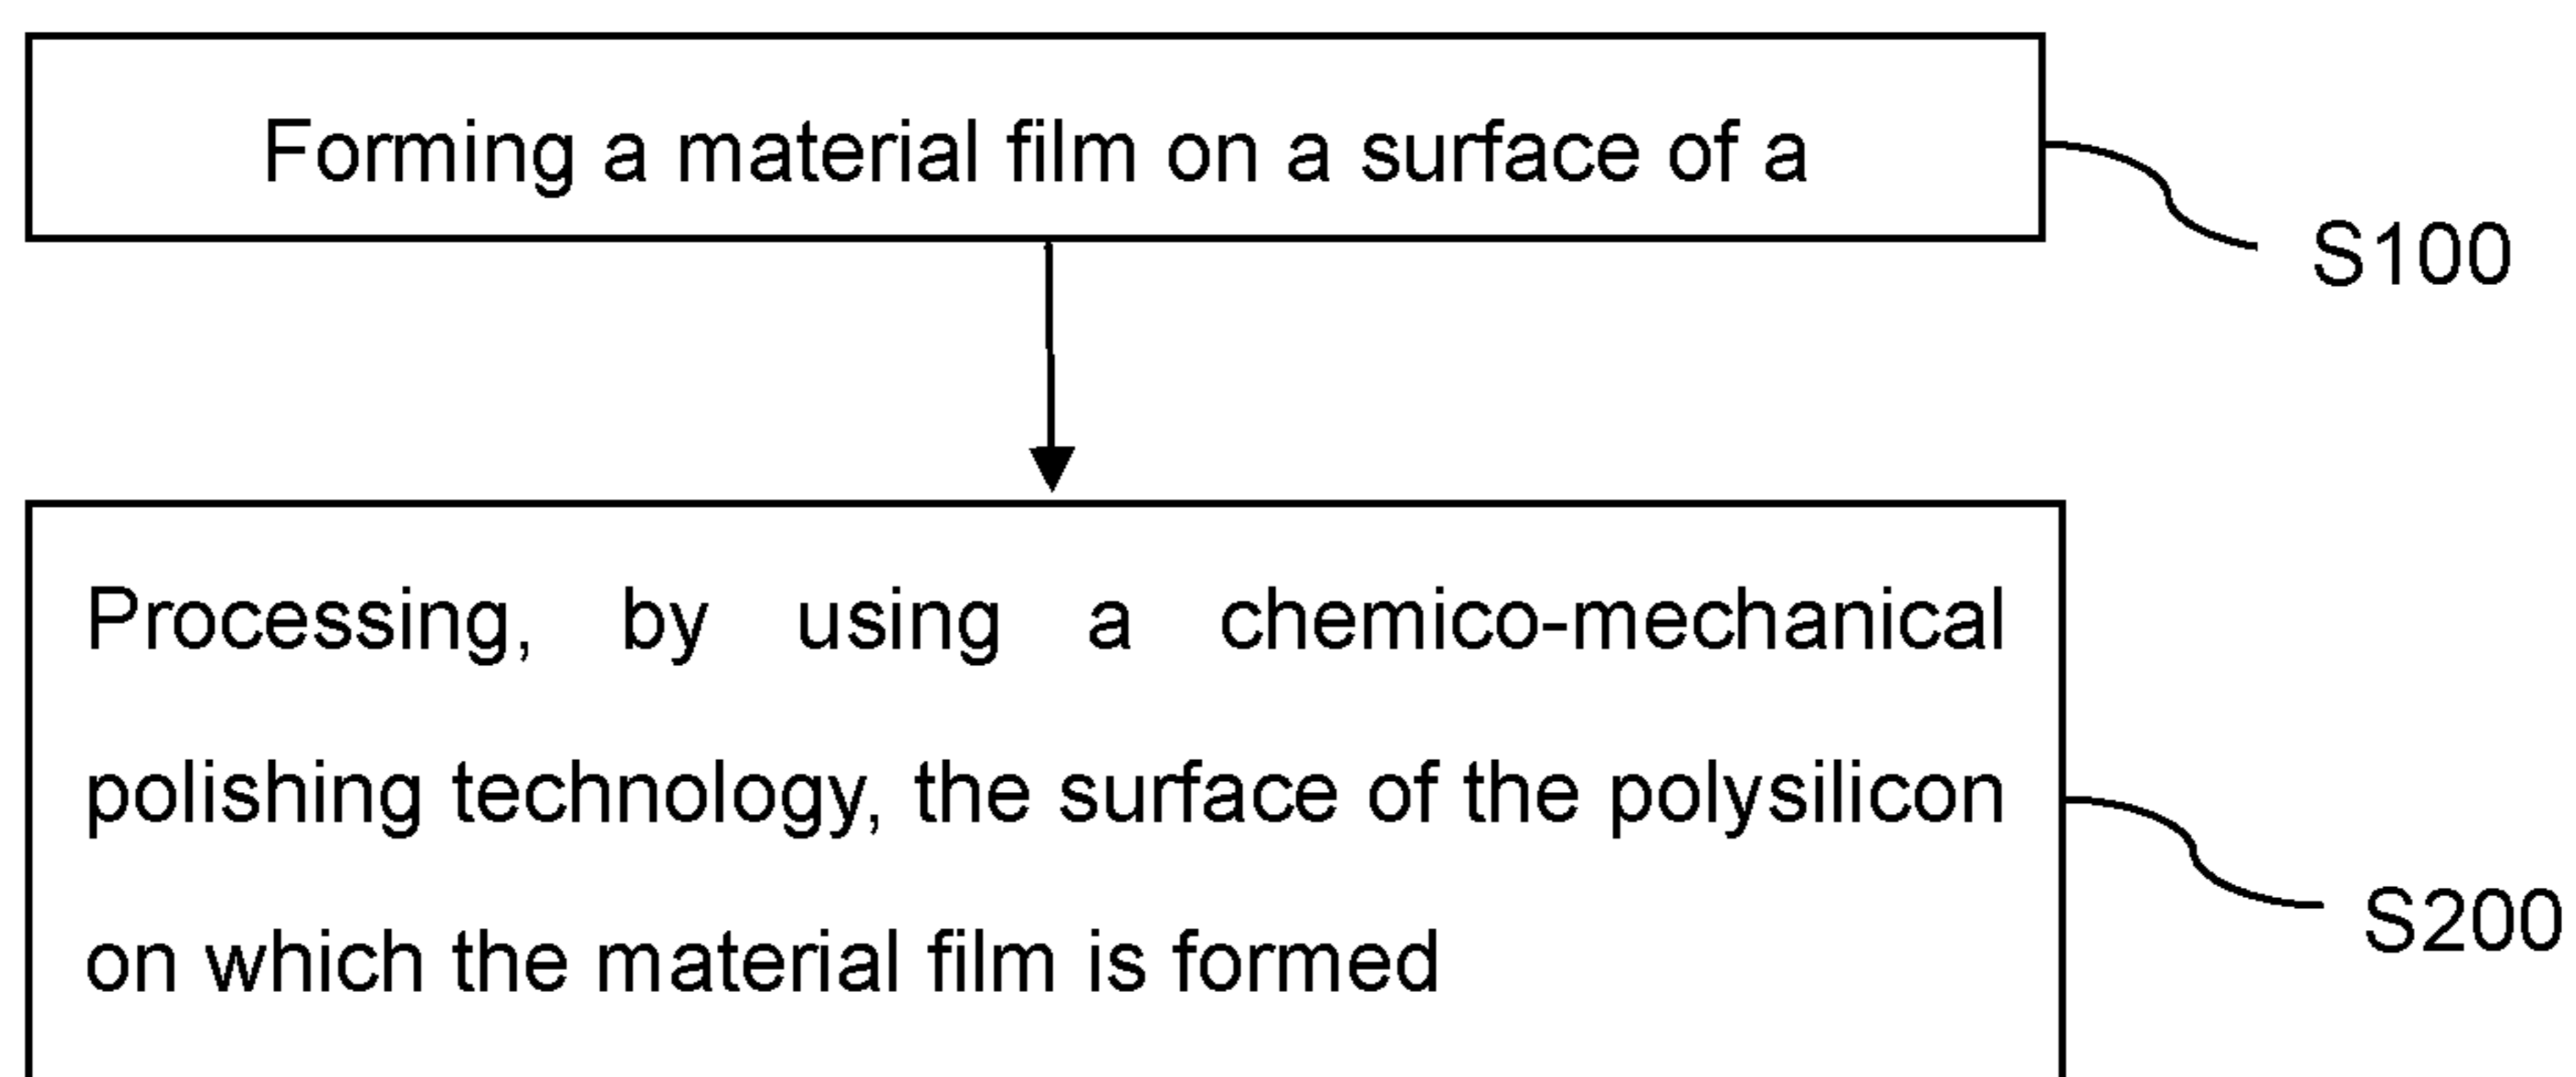 Forming a material film on a surface of a
S100
Processing, by using a chemico-mechanical
polishing technology, the surface of the polysilicon
on which the material film is formed
S200